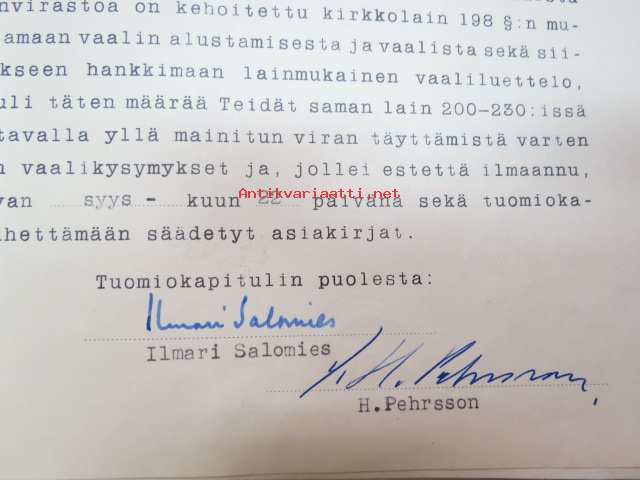 nvirastoa on kehoitettu kirkkolain 198 §:n mu-
amaan vaalin alustamisesta ja vaalista sekä sii-
kseen hankkimaan lainmukainen vaaliluettelo,
uli täten määrää Teidät saman lain 200-230:issä
tavalla yllä mainitun viran täyttämistä varten
n vaalikysymykset ja, jollei estettä ilmaannu,
van syys - kuun 22 päivänä sekä tuomioka-
Antikvariaatti.net
hettämään säädetyt asiakirjat.
Tuomiokapitulin puolesta:
Ilmari Salomies
Ilmari Salomies
H. Pehrsson
H.Pehrsson